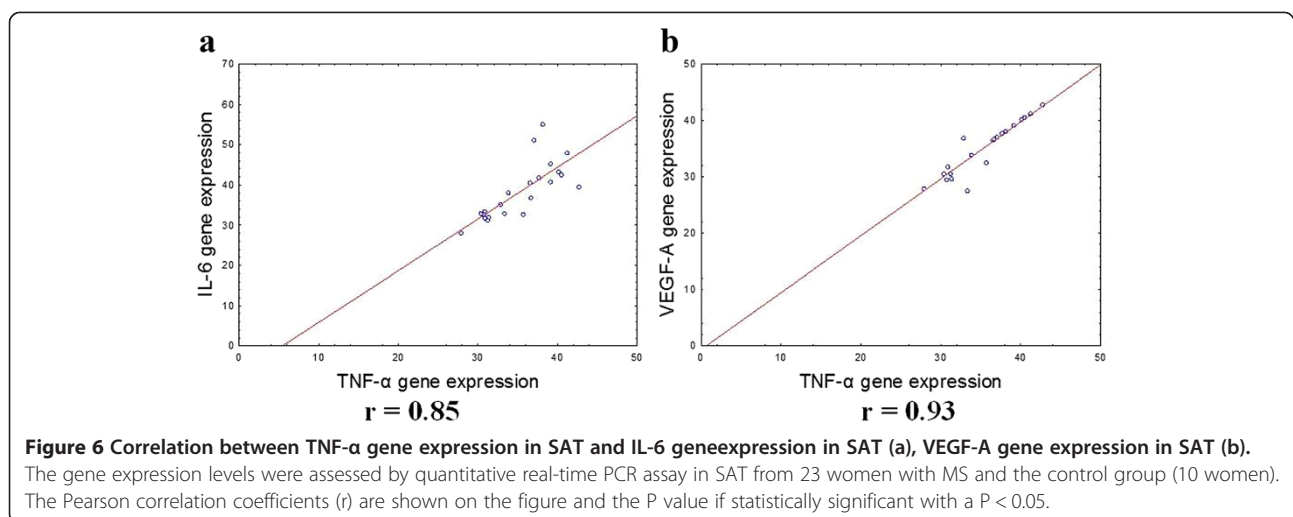 a
70
60
50
40
30
20
10
0
IL-6 gene expression
0 10 20 30 40 50
TNF-α gene expression
r = 0.85
b
50
40
30
20
10
0
VEGF-A gene expression
0 10 20 30 40 50
TNF-α gene expression
r = 0.93
Figure 6 Correlation between TNF-α gene expression in SAT and IL-6 geneexpression in SAT (a), VEGF-A gene expression in SAT (b).
The gene expression levels were assessed by quantitative real-time PCR assay in SAT from 23 women with MS and the control group (10 women).
The Pearson correlation coefficients (r) are shown on the figure and the P value if statistically significant with a P < 0.05.